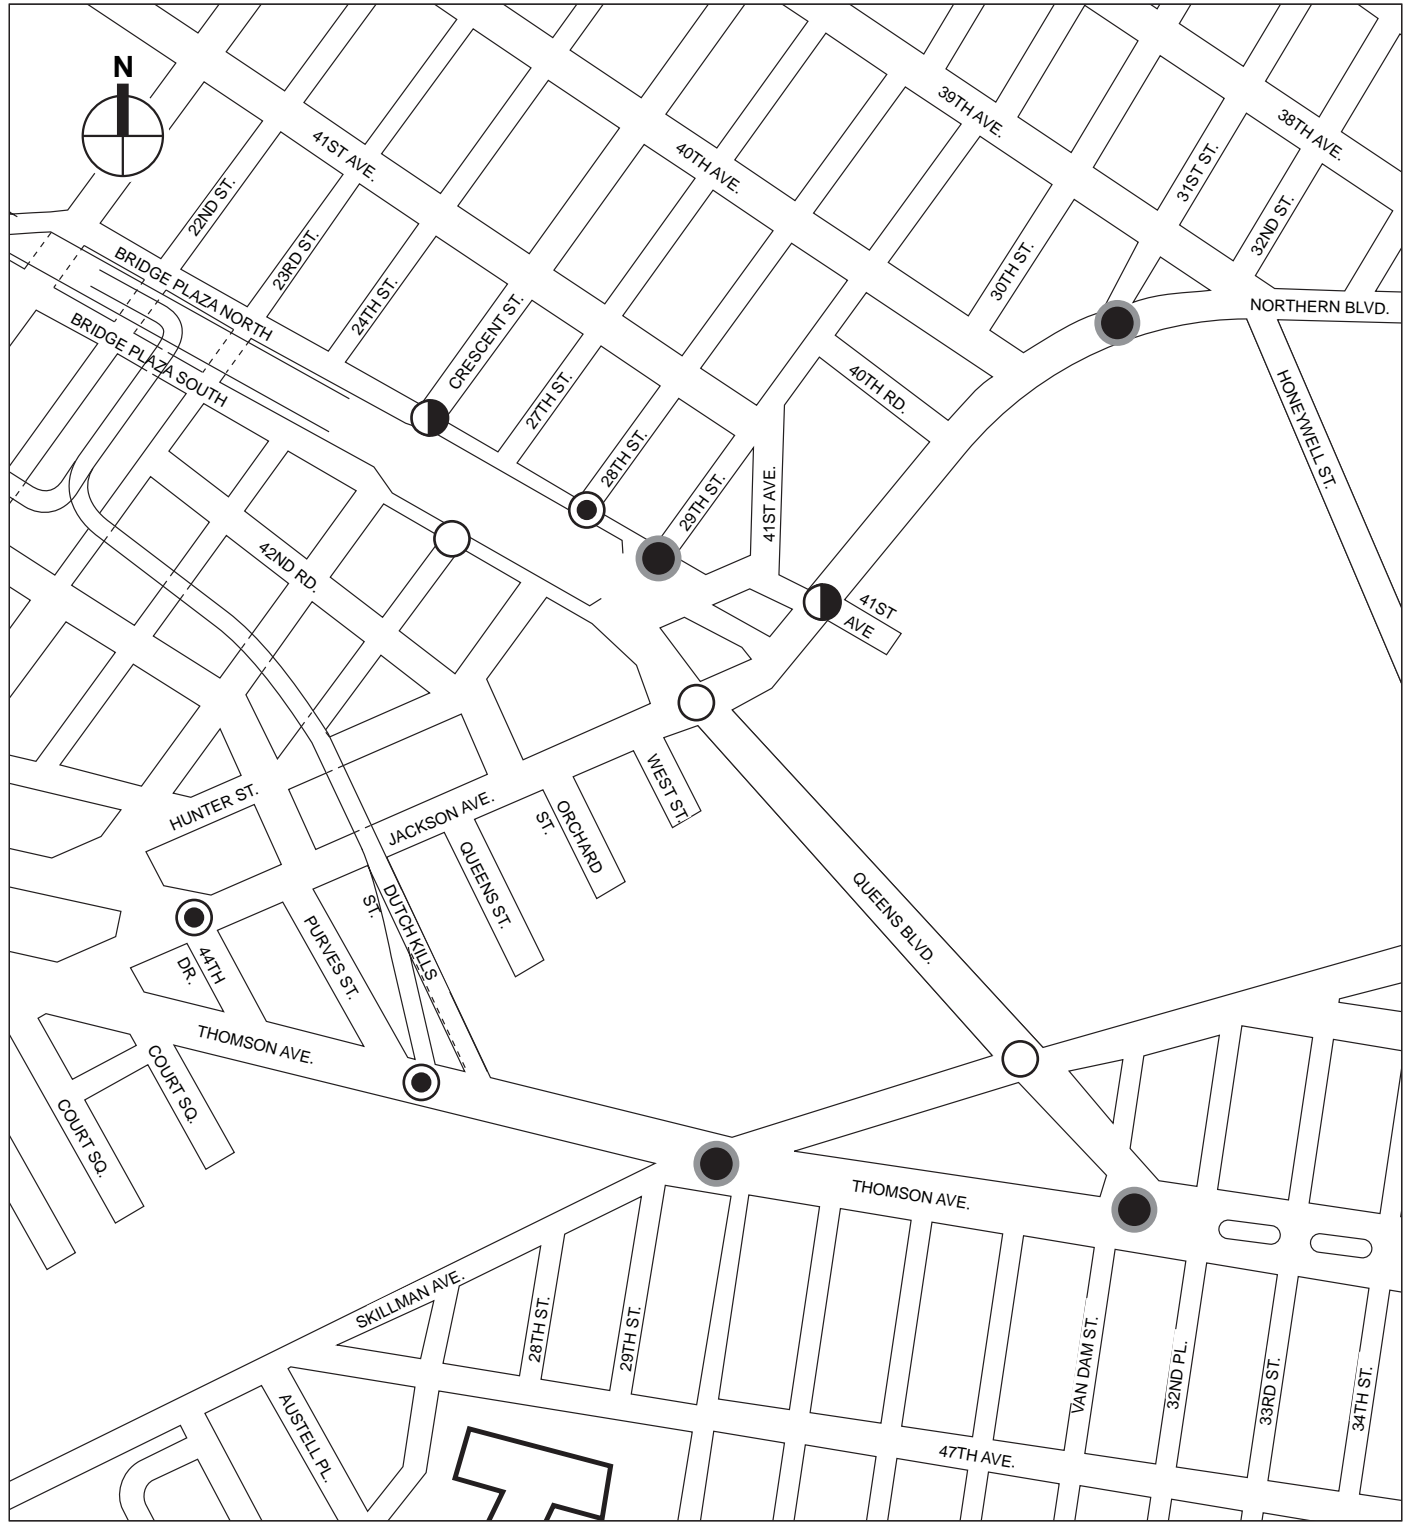 N
39TH AVE.
38TH AVE.
41ST AVE.
40TH AVE.
31ST ST.
22ND ST.
32ND ST.
23RD ST.
30TH ST.
BRIDGE PLAZA NORTH
24TH ST.
NORTHERN BLVD.
CRESCENT ST.
BRIDGE PLAZA SOUTH
40TH RD.
27TH ST.
HONEYWELL ST.
28TH ST.
29TH ST.
41ST AVE.
42ND RD.
41ST
AVE
WEST ST.
HUNTER ST.
JACKSON AVE.
ORCHARD
ST.
QUEENS ST.
DUTCH KILLS
ST.
QUEENS BLVD.
PURVES ST.
44TH
DR.
THOMSON AVE.
COURT SQ.
COURT SQ.
THOMSON AVE.
SKILLMAN AVE.
28TH ST.
29TH ST.
VAN DAM ST.
32ND PL.
33RD ST.
34TH ST.
AUSTELL PL.
47TH AVE.